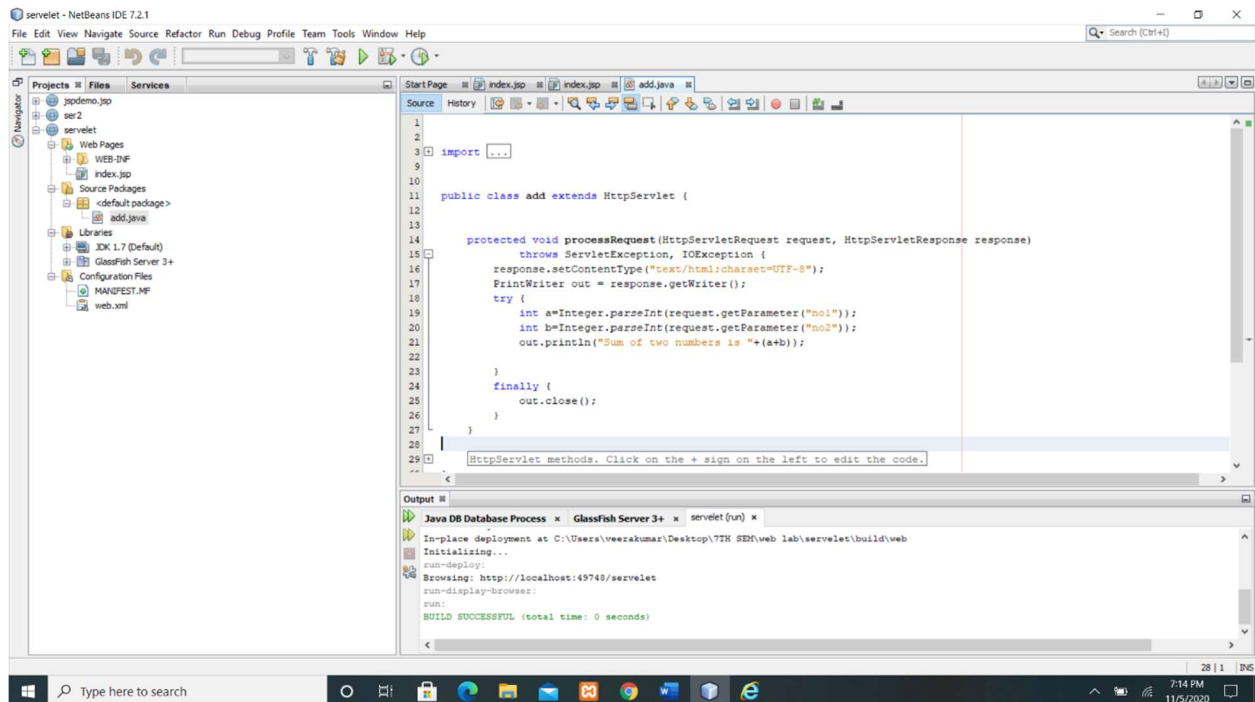 servelet - NetBeans IDE 7.2.1
File Edit View Navigate Source Refactor Run Debug Profile Team Tools Window Help
Search (Ctrl+I)
Projects Files Services
Navigator
jspdemo.jsp
ser2
servelet
Web Pages
WEB-INF
index.jsp
Source Packages
<default package>
add.java
Libraries
JDK 1.7 (Default)
GlassFish Server 3+
Configuration Files
MANIFEST.MF
web.xml
Start Page index.jsp index.jsp add.java
Source History
1
2
3 import ...
9
10
11 public class add extends HttpServlet {
12
13
14 protected void processRequest(HttpServletRequest request, HttpServletResponse response)
15 throws ServletException, IOException {
16 response.setContentType("text/html;charset=UTF-8");
17 PrintWriter out = response.getWriter();
18 try {
19 int a=Integer.parseInt(request.getParameter("no1"));
20 int b=Integer.parseInt(request.getParameter("no2"));
21 out.println("Sum of two numbers is "+(a+b));
22
23 }
24 finally {
25 out.close();
26 }
27 }
28
29 HttpServlet methods. Click on the + sign on the left to edit the code.
Output
Java DB Database Process x GlassFish Server 3+ x servelet (run) x
In-place deployment at C:\Users\veerakumar\Desktop\7TH SEM\web lab\servelet\build\web
Initializing...
run-deploy:
Browsing: http://localhost:49748/servelet
run-display-browser:
run:
BUILD SUCCESSFUL (total time: 0 seconds)
28 | 1 INS
Type here to search
7:14 PM
11/5/2020